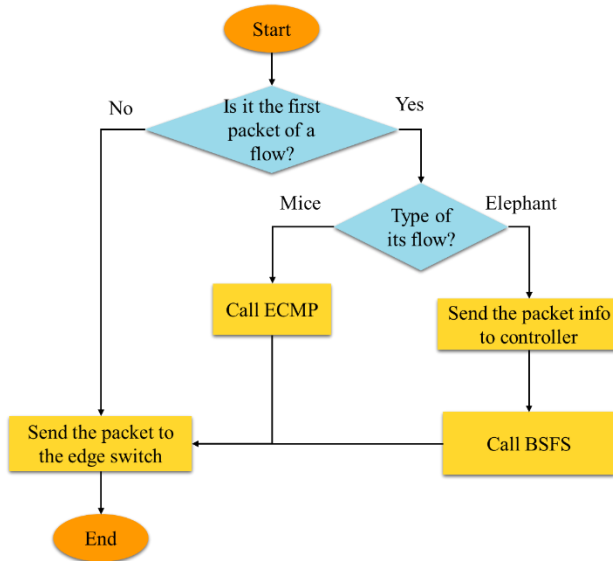 Start
No
Is it the first
packet of a
flow?
Yes
Mice
Type of
its flow?
Elephant
Call ECMP
Send the packet info
to controller
Send the packet to
the edge switch
Call BSFS
End